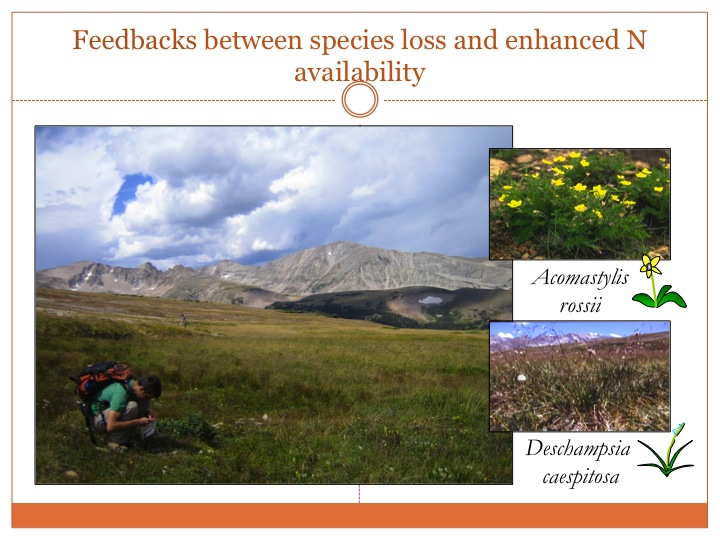 Feedbacks between species loss and enhanced N
availability
Acomastylis
rossii
Deschampsia
caespitosa